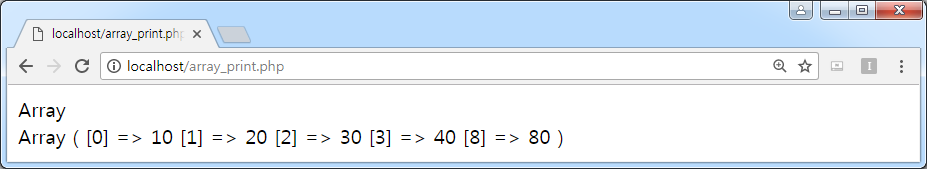 localhost/array_print.php
localhost/array_print.php
Array
Array ( [0] => 10 [1] => 20 [2] => 30 [3] => 40 [8] => 80 )